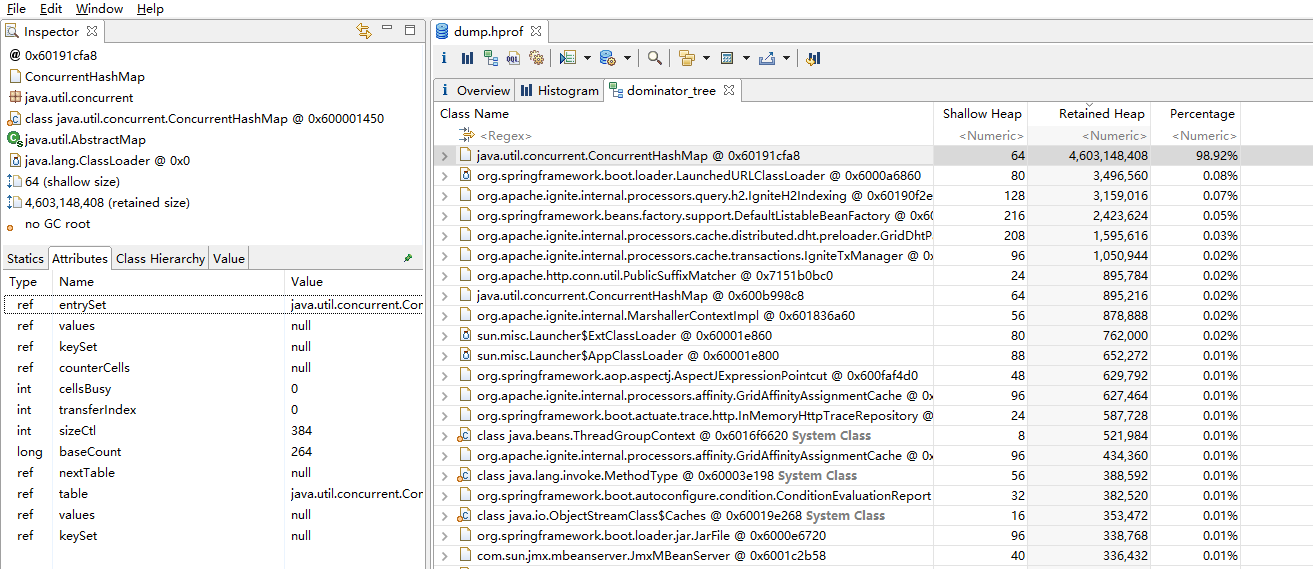 File Edit Window Help
Inspector
@ 0x60191cfa8
ConcurrentHashMap
java.util.concurrent
class java.util.concurrent.ConcurrentHashMap @ 0x600001450
java.util.AbstractMap
java.lang.ClassLoader @ 0x0
64 (shallow size)
4,603,148,408 (retained size)
no GC root
Statics Attributes Class Hierarchy Value
Type Name Value
ref entrySet java.util.concurrent.Cor
ref values null
ref keySet null
ref counterCells null
int cellsBusy 0
int transferIndex 0
int sizeCtl 384
long baseCount 264
ref nextTable null
ref table java.util.concurrent.Cor
ref values null
ref keySet null
dump.hprof
i OQL
i Overview Histogram dominator_tree
Class Name Shallow Heap Retained Heap Percentage
<Regex> <Numeric> <Numeric> <Numeric>
java.util.concurrent.ConcurrentHashMap @ 0x60191cfa8 64 4,603,148,408 98.92%
org.springframework.boot.loader.LaunchedURLClassLoader @ 0x6000a6860 80 3,496,560 0.08%
org.apache.ignite.internal.processors.query.h2.IgniteH2Indexing @ 0x60190f2e 128 3,159,016 0.07%
org.springframework.beans.factory.support.DefaultListableBeanFactory @ 0x60 216 2,423,624 0.05%
org.apache.ignite.internal.processors.cache.distributed.dht.preloader.GridDhtP 208 1,595,616 0.03%
org.apache.ignite.internal.processors.cache.transactions.IgniteTxManager @ 0x 96 1,050,944 0.02%
org.apache.http.conn.util.PublicSuffixMatcher @ 0x7151b0bc0 24 895,784 0.02%
java.util.concurrent.ConcurrentHashMap @ 0x600b998c8 64 895,216 0.02%
org.apache.ignite.internal.MarshallerContextImpl @ 0x601836a60 56 878,888 0.02%
sun.misc.Launcher$ExtClassLoader @ 0x60001e860 80 762,000 0.02%
sun.misc.Launcher$AppClassLoader @ 0x60001e800 88 652,272 0.01%
org.springframework.aop.aspectj.AspectJExpressionPointcut @ 0x600faf4d0 48 629,792 0.01%
org.apache.ignite.internal.processors.affinity.GridAffinityAssignmentCache @ 0x 96 627,464 0.01%
org.springframework.boot.actuate.trace.http.InMemoryHttpTraceRepository @ 24 587,728 0.01%
class java.beans.ThreadGroupContext @ 0x6016f6620 System Class 8 521,984 0.01%
org.apache.ignite.internal.processors.affinity.GridAffinityAssignmentCache @ 0x 96 434,360 0.01%
class java.lang.invoke.MethodType @ 0x60003e198 System Class 56 388,592 0.01%
org.springframework.boot.autoconfigure.condition.ConditionEvaluationReport 32 382,520 0.01%
class java.io.ObjectStreamClass$Caches @ 0x60019e268 System Class 16 353,472 0.01%
org.springframework.boot.loader.jar.JarFile @ 0x6000e6720 96 338,768 0.01%
com.sun.jmx.mbeanserver.JmxMBeanServer @ 0x6001c2b58 40 336,432 0.01%